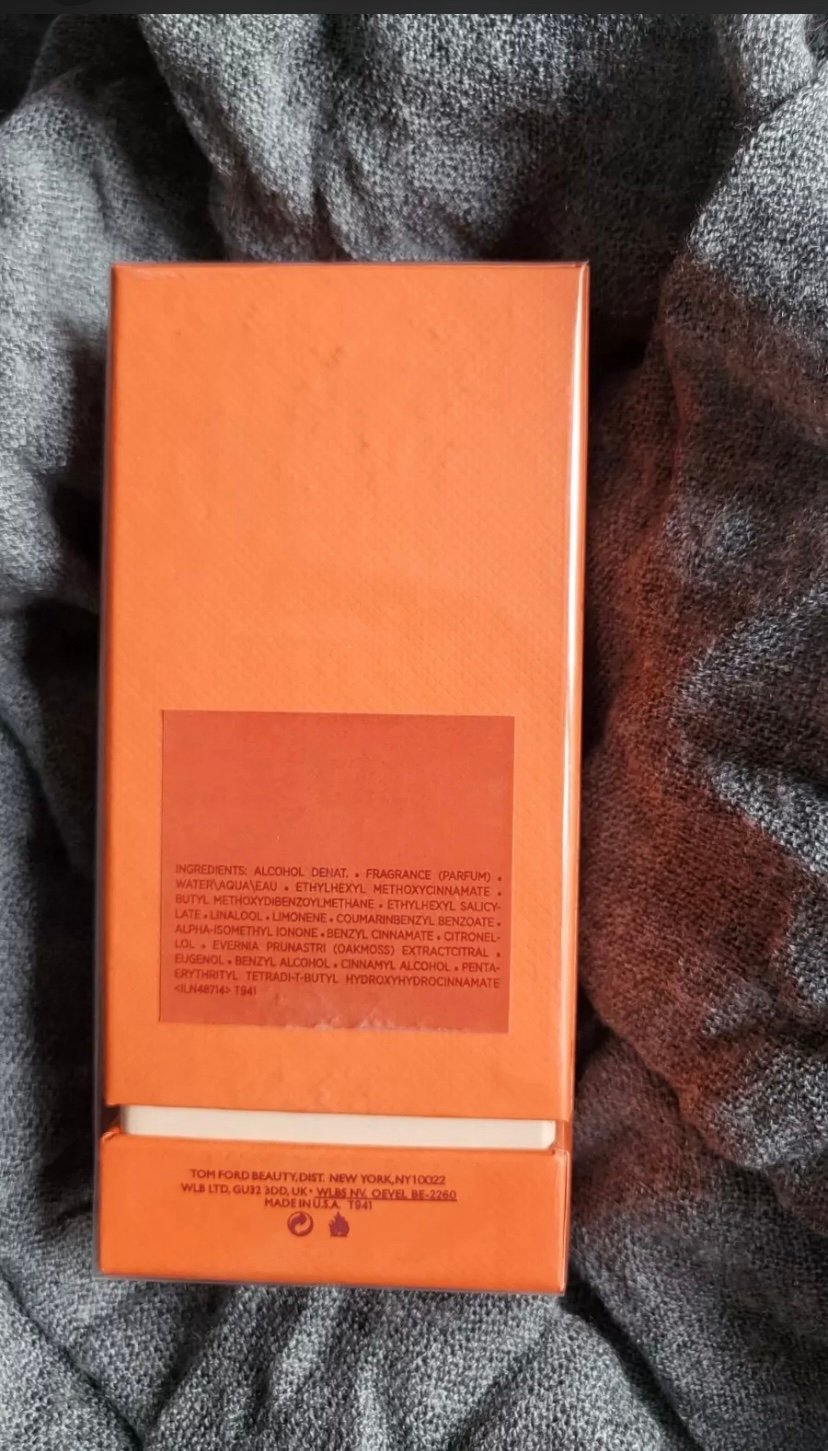 INGREDIENTS: ALCOHOL DENAT. • FRAGRANCE (PARFUM) •
WATER\AQUA\EAU • ETHYLHEXYL METHOXYCINNAMATE •
BUTYL METHOXYDIBENZOYLMETHANE • ETHYLHEXYL SALICY-
LATE • LINALOOL • LIMONENE • COUMARINBENZYL BENZOATE •
ALPHA-ISOMETHYL IONONE • BENZYL CINNAMATE • CITRONEL-
LOL • EVERNIA PRUNASTRI (OAKMOSS) EXTRACTCITRAL •
EUGENOL • BENZYL ALCOHOL • CINNAMYL ALCOHOL • PENTA-
ERYTHRITYL TETRADI-T-BUTYL HYDROXYHYDROCINNAMATE
<ILN48714> T941
TOM FORD BEAUTY, DIST. NEW YORK, NY 10022
WLB LTD, GU32 3DD, UK • WLBS NV, OEVEL BE-2260
MADE IN U.S.A. T941